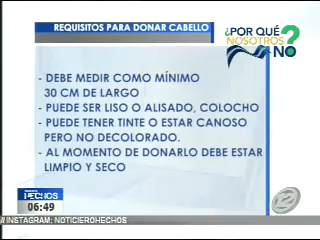 REQUISITOS PARA DONAR CABELLO
¿POR QUÉ
NOSOTROS
NO?
- DEBE MEDIR COMO MÍNIMO
30 CM DE LARGO
- PUEDE SER LISO O ALISADO, COLOCHO
- PUEDE TENER TINTE O ESTAR CANOSO
PERO NO DECOLORADO.
- AL MOMENTO DE DONARLO DEBE ESTAR
LIMPIO Y SECO
HECHOS
06:49
// INSTAGRAM: NOTICIEROHECHOS
12